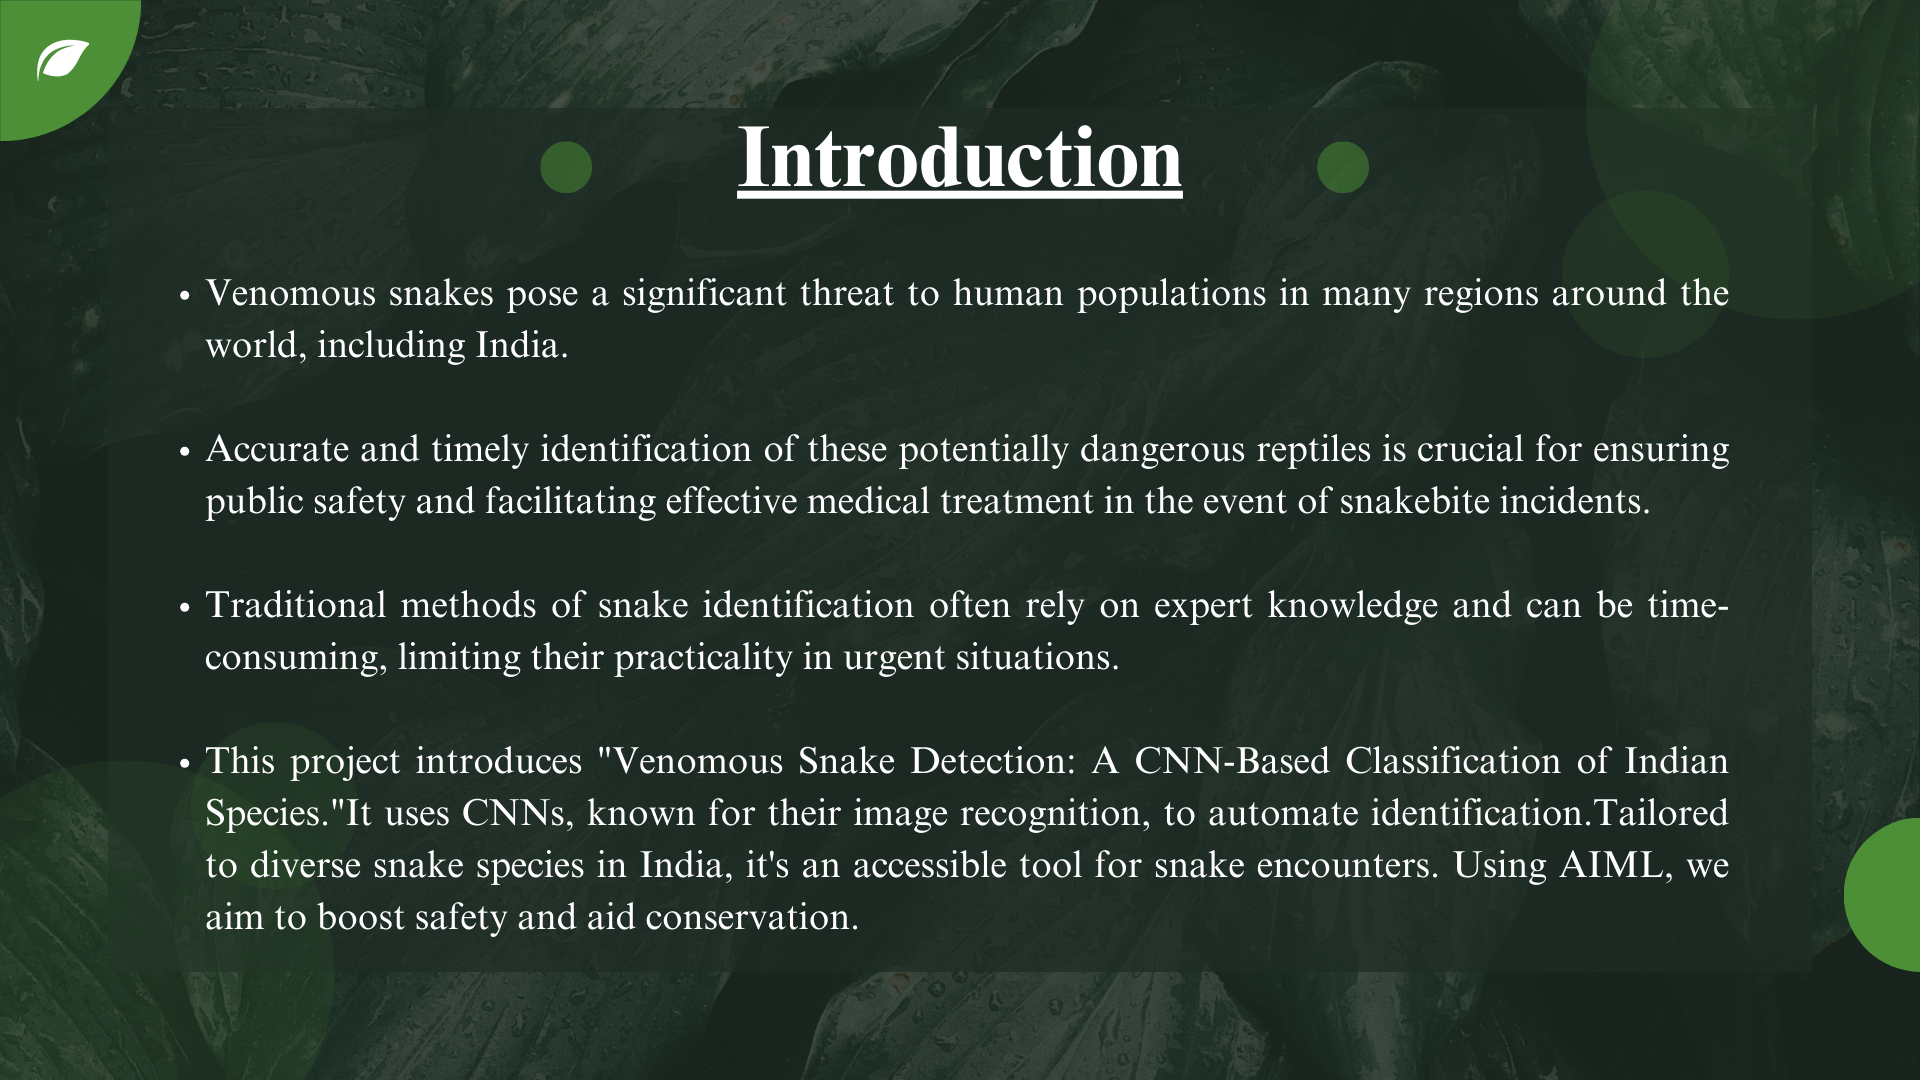 Introduction
• Venomous snakes pose a significant threat to human populations in many regions around the
world, including India.
• Accurate and timely identification of these potentially dangerous reptiles is crucial for ensuring
public safety and facilitating effective medical treatment in the event of snakebite incidents.
• Traditional methods of snake identification often rely on expert knowledge and can be time-
consuming, limiting their practicality in urgent situations.
• This project introduces "Venomous Snake Detection: A CNN-Based Classification of Indian
Species."It uses CNNs, known for their image recognition, to automate identification.Tailored
to diverse snake species in India, it's an accessible tool for snake encounters. Using AIML, we
aim to boost safety and aid conservation.